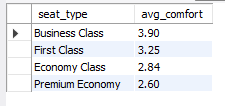 seat_type avg_comfort
Business Class 3.90
First Class 3.25
Economy Class 2.84
Premium Economy 2.60